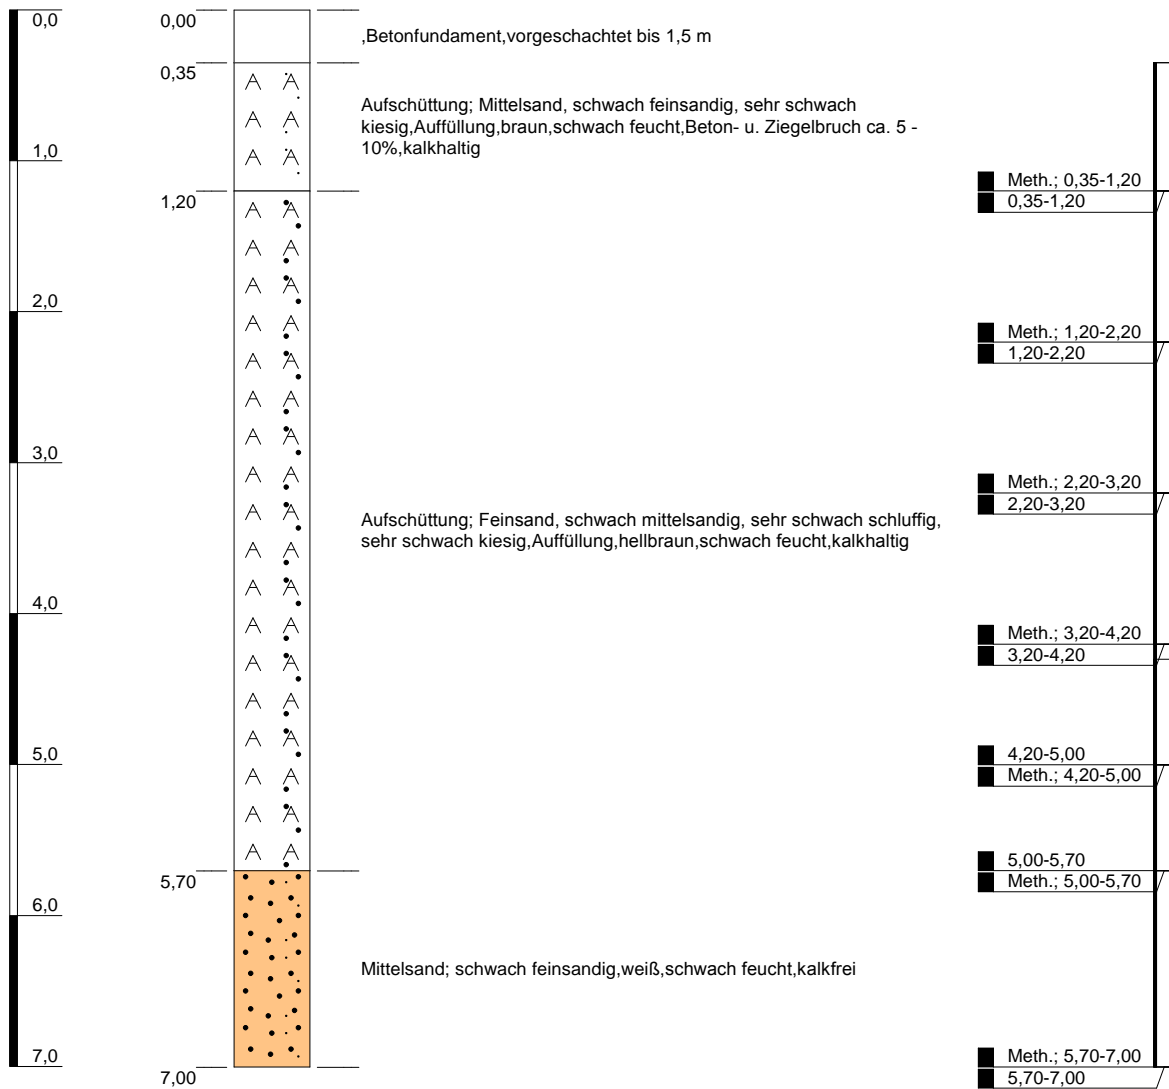 0,0
0,00
,Betonfundament,vorgeschachtet bis 1,5 m
0,35
Aufschüttung; Mittelsand, schwach feinsandig, sehr schwach
kiesig,Auffüllung,braun,schwach feucht,Beton- u. Ziegelbruch ca. 5 -
10%,kalkhaltig
1,0
Meth.; 0,35-1,20
1,20
0,35-1,20
2,0
Meth.; 1,20-2,20
1,20-2,20
3,0
Meth.; 2,20-3,20
2,20-3,20
Aufschüttung; Feinsand, schwach mittelsandig, sehr schwach schluffig,
sehr schwach kiesig,Auffüllung,hellbraun,schwach feucht,kalkhaltig
4,0
Meth.; 3,20-4,20
3,20-4,20
5,0
4,20-5,00
Meth.; 4,20-5,00
5,00-5,70
5,70
Meth.; 5,00-5,70
6,0
Mittelsand; schwach feinsandig,weiß,schwach feucht,kalkfrei
7,0
Meth.; 5,70-7,00
7,00
5,70-7,00